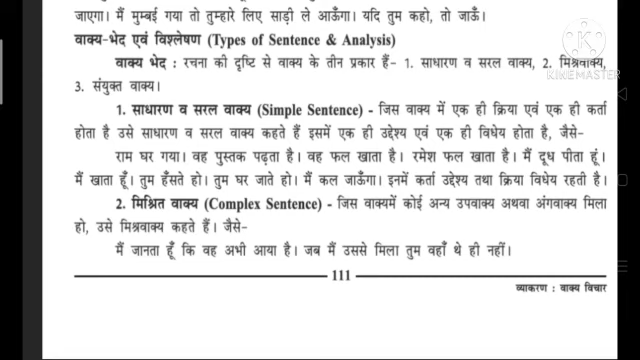 जाएगा। मैं मुम्बई गया तो तुम्हारे लिए साड़ी ले आऊँगा। यदि तुम कहो, तो जाऊँ।
वाक्य-भेद एवं विश्लेषण (Types of Sentence & Analysis)
वाक्य भेद : रचना की दृष्टि से वाक्य के तीन प्रकार हैं- 1. साधारण व सरल वाक्य, 2. मिश्रवाक्य,
3. संयुक्त वाक्य।
1. साधारण व सरल वाक्य (Simple Sentence) - जिस वाक्य में एक ही क्रिया एवं एक ही कर्ता
होता है उसे साधारण व सरल वाक्य कहते हैं इसमें एक ही उद्देश्य एवं एक ही विधेय होता है, जैसे-
राम घर गया। वह पुस्तक पढ़ता है। वह फल खाता है। रमेश फल खाता है। मैं दूध पीता हूं।
मैं खाता हूँ। तुम हँसते हो। तुम घर जाते हो। मैं कल जाऊँगा। इनमें कर्ता उद्देश्य तथा क्रिया विधेय रहती है।
2. मिश्रित वाक्य (Complex Sentence) - जिस वाक्यमें कोई अन्य उपवाक्य अथवा अंगवाक्य मिला
हो, उसे मिश्रवाक्य कहते हैं। जैसे-
मैं जानता हूँ कि वह अभी आया है। जब मैं उससे मिला तुम वहाँ थे ही नहीं।
111
व्याकरण : वाक्य विचार
KINEMASTER